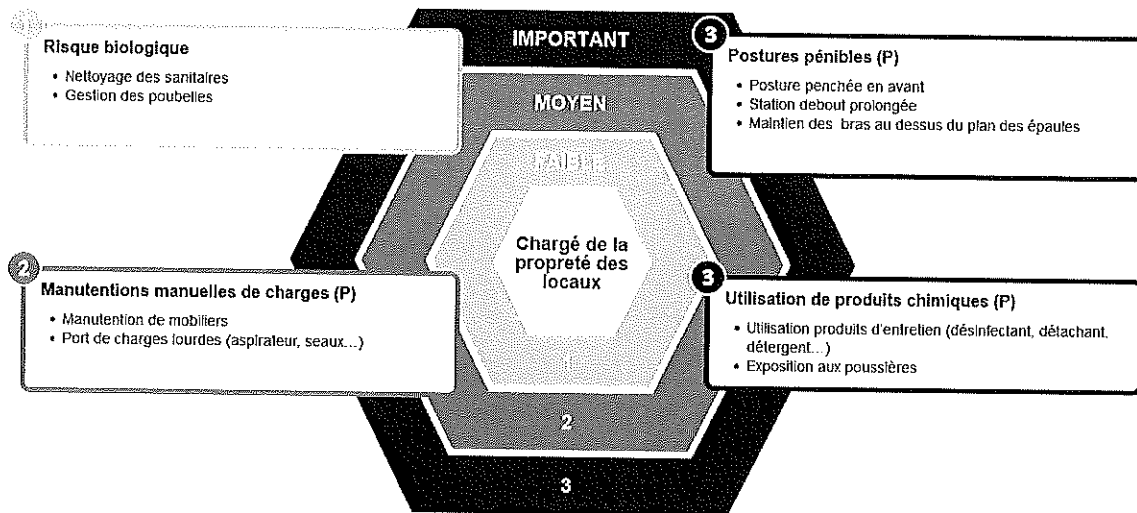 1
Risque biologique
• Nettoyage des sanitaires
• Gestion des poubelles
IMPORTANT
MOYEN
FAIBLE
3
Postures pénibles (P)
• Posture penchée en avant
• Station debout prolongée
• Maintien des bras au dessus du plan des épaules
Chargé de la
propreté des
locaux
2
Manutentions manuelles de charges (P)
• Manutention de mobiliers
• Port de charges lourdes (aspirateur, seaux...)
3
Utilisation de produits chimiques (P)
• Utilisation produits d'entretien (désinfectant, détachant,
détergent...)
• Exposition aux poussières
1
2
3